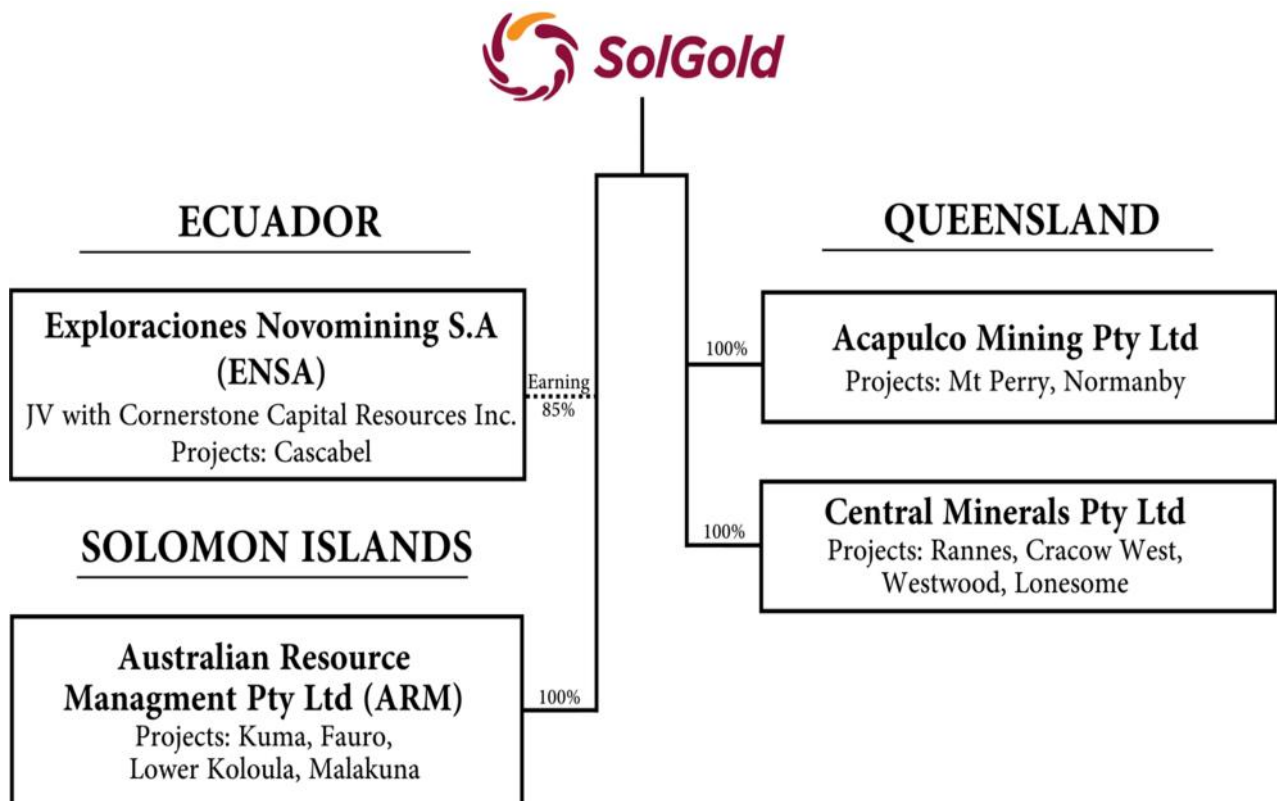 SolGold
ECUADOR
Exploraciones Novomining S.A
(ENSA)
JV with Cornerstone Capital Resources Inc.
Projects: Cascabel
Earning
85%
SOLOMON ISLANDS
Australian Resource
Managment Pty Ltd (ARM)
Projects: Kuma, Fauro,
Lower Koloula, Malakuna
100%
QUEENSLAND
100%
Acapulco Mining Pty Ltd
Projects: Mt Perry, Normanby
100%
Central Minerals Pty Ltd
Projects: Rannes, Cracow West,
Westwood, Lonesome